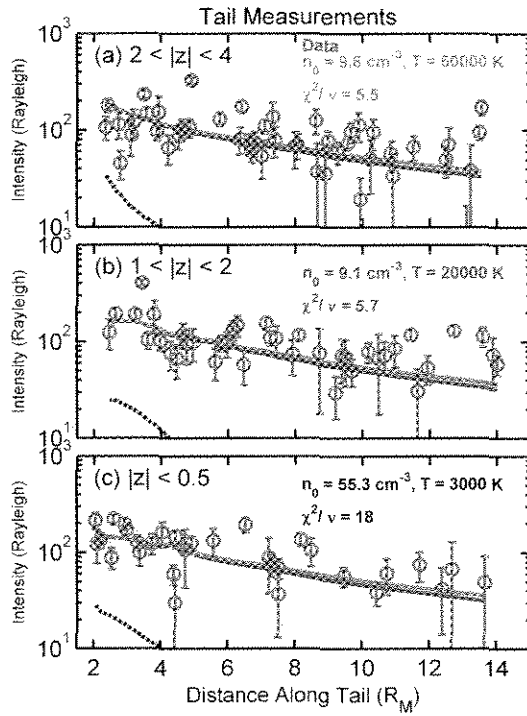 Tail Measurements
10³
(a) 2 < |z| < 4
Data
n₀ = 9.6 cm⁻³, T = 60000 K
χ²/ν = 5.5
Intensity (Rayleigh)
10²
10¹
10³
(b) 1 < |z| < 2
n₀ = 9.1 cm⁻³, T = 20000 K
χ²/ν = 5.7
Intensity (Rayleigh)
10²
10¹
10³
(c) |z| < 0.5
n₀ = 55.3 cm⁻³, T = 3000 K
χ²/ν = 18
Intensity (Rayleigh)
10²
10¹
2 4 6 8 10 12 14
Distance Along Tail (R_M)